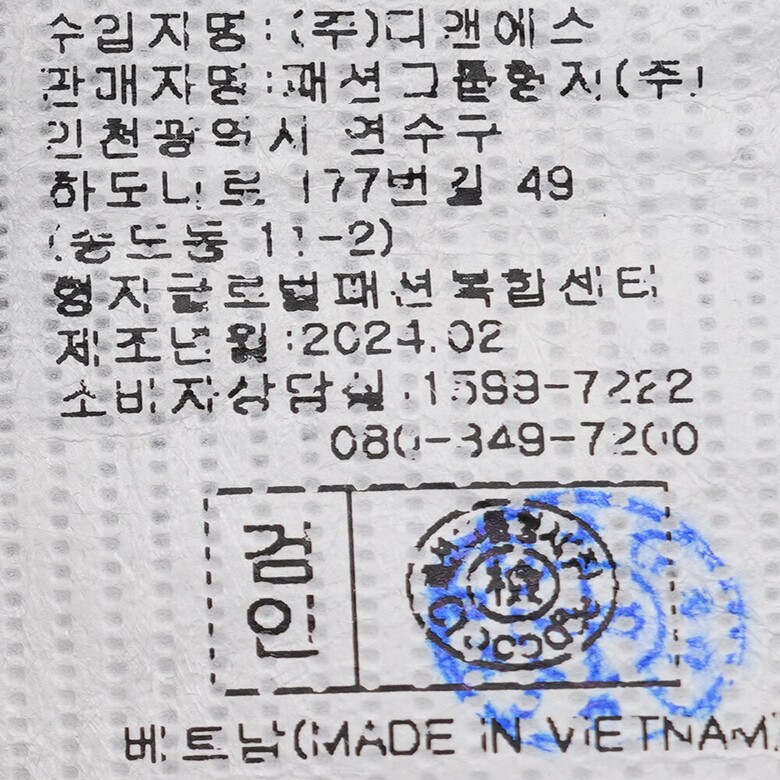 수입자명:(주)디앤에스
판매자명:패션그룹형지(주)
인천광역시 연수구
하모니로 177번길 49
(송도동 11-2)
형지글로벌패션복합센터
제조년월:2024.02
소비자상담실:1599-7222
080-849-7200
검
인
檢
베트남(MADE IN VIETNAM)